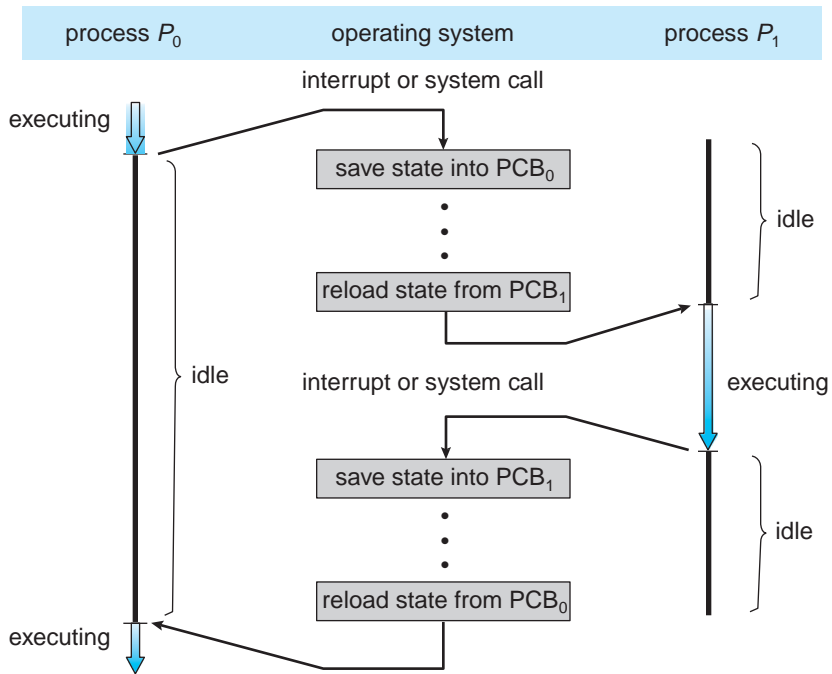 process P₀ operating system process P₁
interrupt or system call
executing
save state into PCB₀
idle
reload state from PCB₁
idle
interrupt or system call
executing
save state into PCB₁
idle
reload state from PCB₀
executing